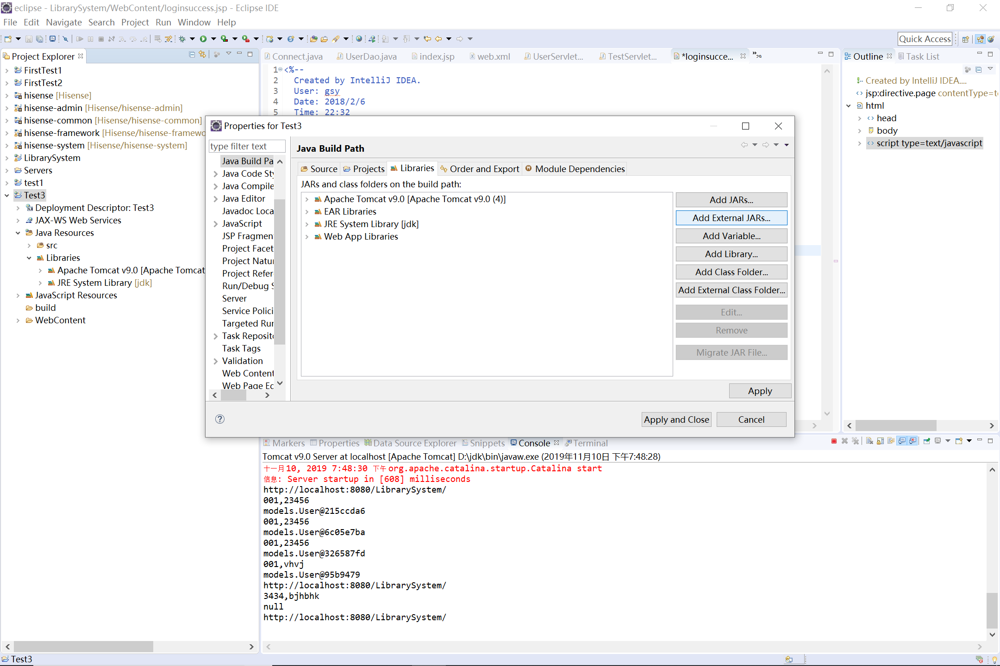 eclipse - LibrarySystem/WebContent/loginsuccess.jsp - Eclipse IDE
File Edit Navigate Search Project Run Window Help
Quick Access
Project Explorer
FirstTest1
FirstTest2
hisense [Hisense]
hisense-admin [Hisense/hisense-admin]
hisense-common [Hisense/hisense-common]
hisense-framework [Hisense/hisense-framewo
hisense-system [Hisense/hisense-system]
LibrarySystem
Servers
test1
Test3
Deployment Descriptor: Test3
JAX-WS Web Services
Java Resources
src
Libraries
Apache Tomcat v9.0 [Apache Tomcat
JRE System Library [jdk]
JavaScript Resources
build
WebContent
Connect.java UserDao.java index.jsp web.xml UserServlet... TestServlet... *loginsucce... »29
1 <%--
2 Created by IntelliJ IDEA.
3 User: gsy
4 Date: 2018/2/6
5 Time: 22:32
Outline Task List
Created by IntelliJ IDEA....
jsp:directive.page contentType=t
html
head
body
script type=text/javascript
Properties for Test3
type filter text
Java Build Pa
Java Code Sty
Java Compile
Java Editor
Javadoc Loca
JavaScript
JSP Fragmen
Project Facet
Project Natu
Project Refer
Run/Debug S
Server
Service Polici
Targeted Rur
Task Reposito
Task Tags
Validation
Web Content
Web Page Ed
Java Build Path
Source Projects Libraries Order and Export Module Dependencies
JARs and class folders on the build path:
Apache Tomcat v9.0 [Apache Tomcat v9.0 (4)]
EAR Libraries
JRE System Library [jdk]
Web App Libraries
Add JARs...
Add External JARs...
Add Variable...
Add Library...
Add Class Folder...
Add External Class Folder...
Edit...
Remove
Migrate JAR File...
Apply
Apply and Close Cancel
Markers Properties Data Source Explorer Snippets Console Terminal
Tomcat v9.0 Server at localhost [Apache Tomcat] D:\jdk\bin\javaw.exe (2019年11月10日 下午7:48:28)
十一月10, 2019 7:48:30 下午 org.apache.catalina.startup.Catalina start
信息: Server startup in [608] milliseconds
http://localhost:8080/LibrarySystem/
001,23456
models.User@215ccda6
001,23456
models.User@6c05e7ba
001,23456
models.User@326587fd
001,vhvj
models.User@95b9479
http://localhost:8080/LibrarySystem/
3434,bjhbhk
null
http://localhost:8080/LibrarySystem/
Test3